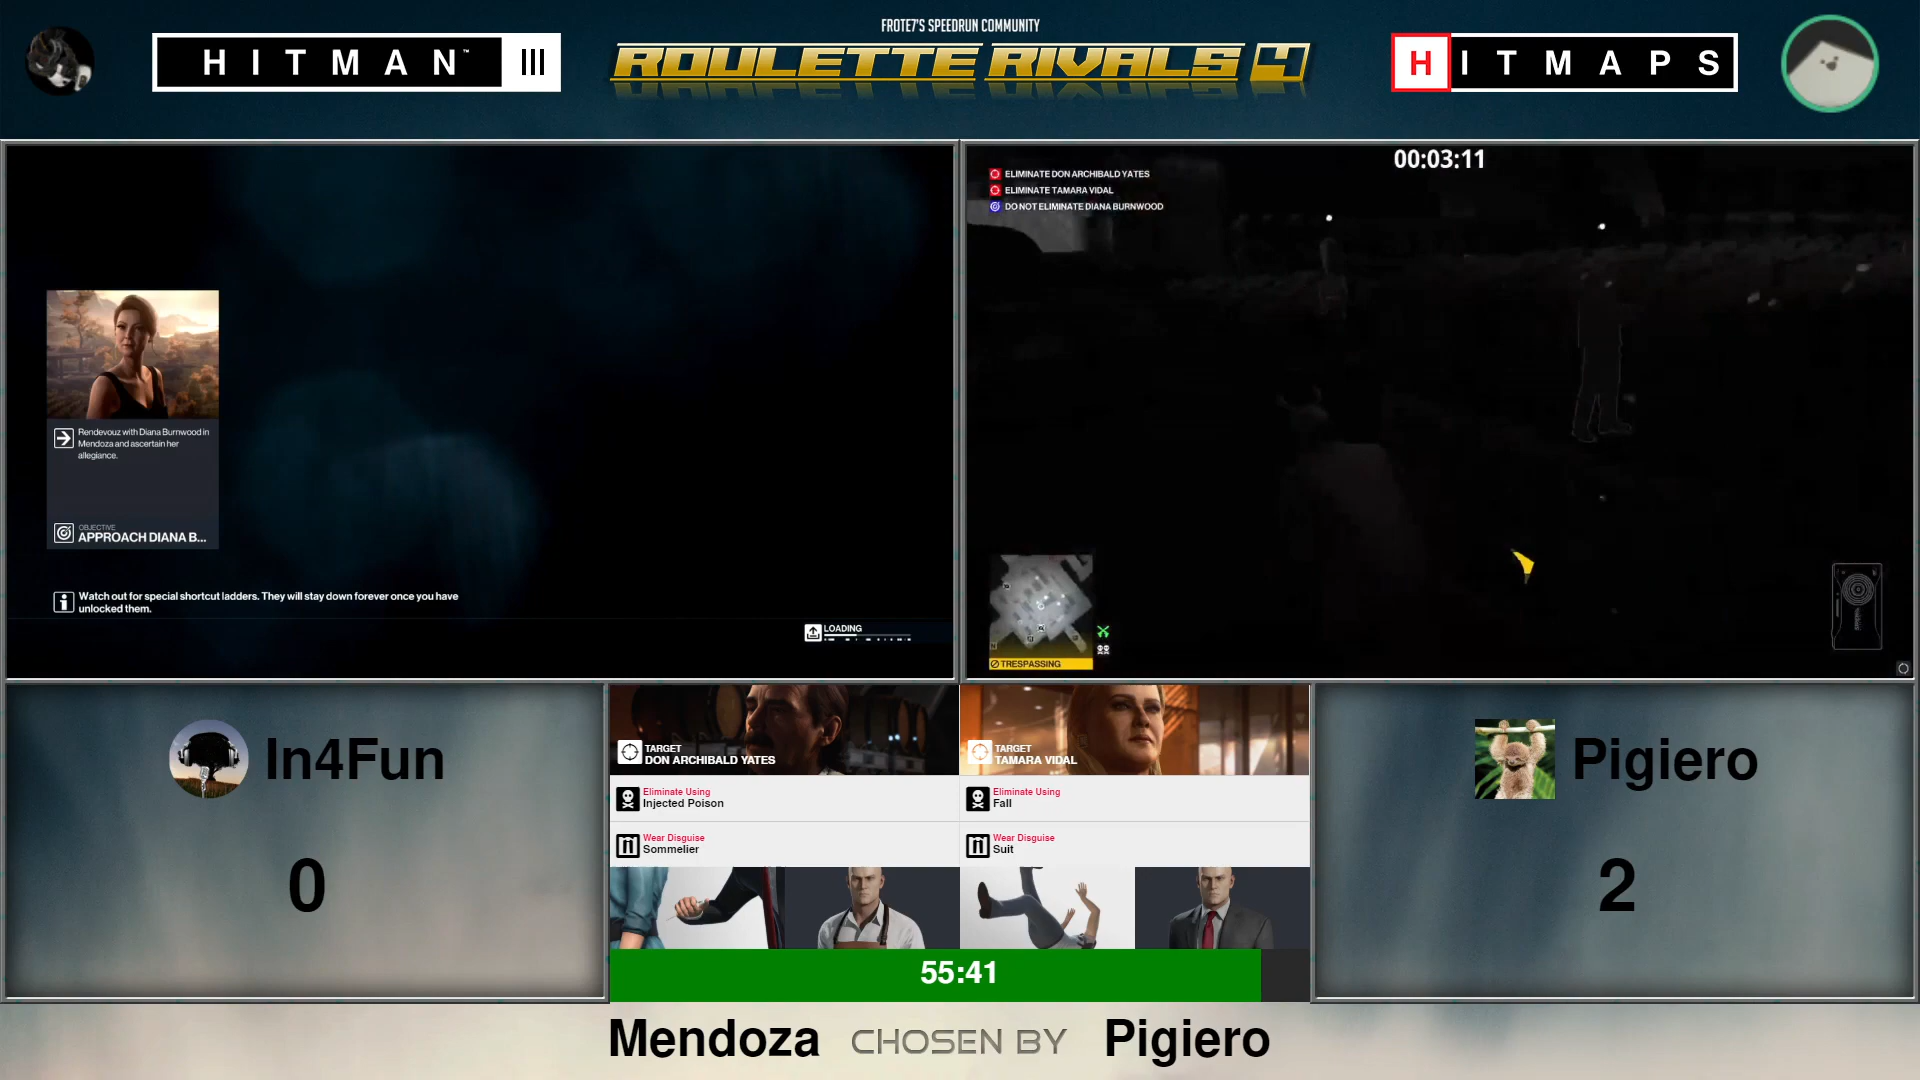 FROTE7'S SPEEDRUN COMMUNITY
HITMAN™ III
ROULETTE RIVALS 4
HITMAPS
00:03:11
ELIMINATE DON ARCHIBALD YATES
ELIMINATE TAMARA VIDAL
DO NOT ELIMINATE DIANA BURNWOOD
Rendevouz with Diana Burnwood in
Mendoza and ascertain her
allegiance.
OBJECTIVE
APPROACH DIANA B...
Watch out for special shortcut ladders. They will stay down forever once you have
unlocked them.
LOADING
TRESPASSING
In4Fun
0
TARGET
DON ARCHIBALD YATES
Eliminate Using
Injected Poison
Wear Disguise
Sommelier
TARGET
TAMARA VIDAL
Eliminate Using
Fall
Wear Disguise
Suit
55:41
Pigiero
2
Mendoza CHOSEN BY Pigiero